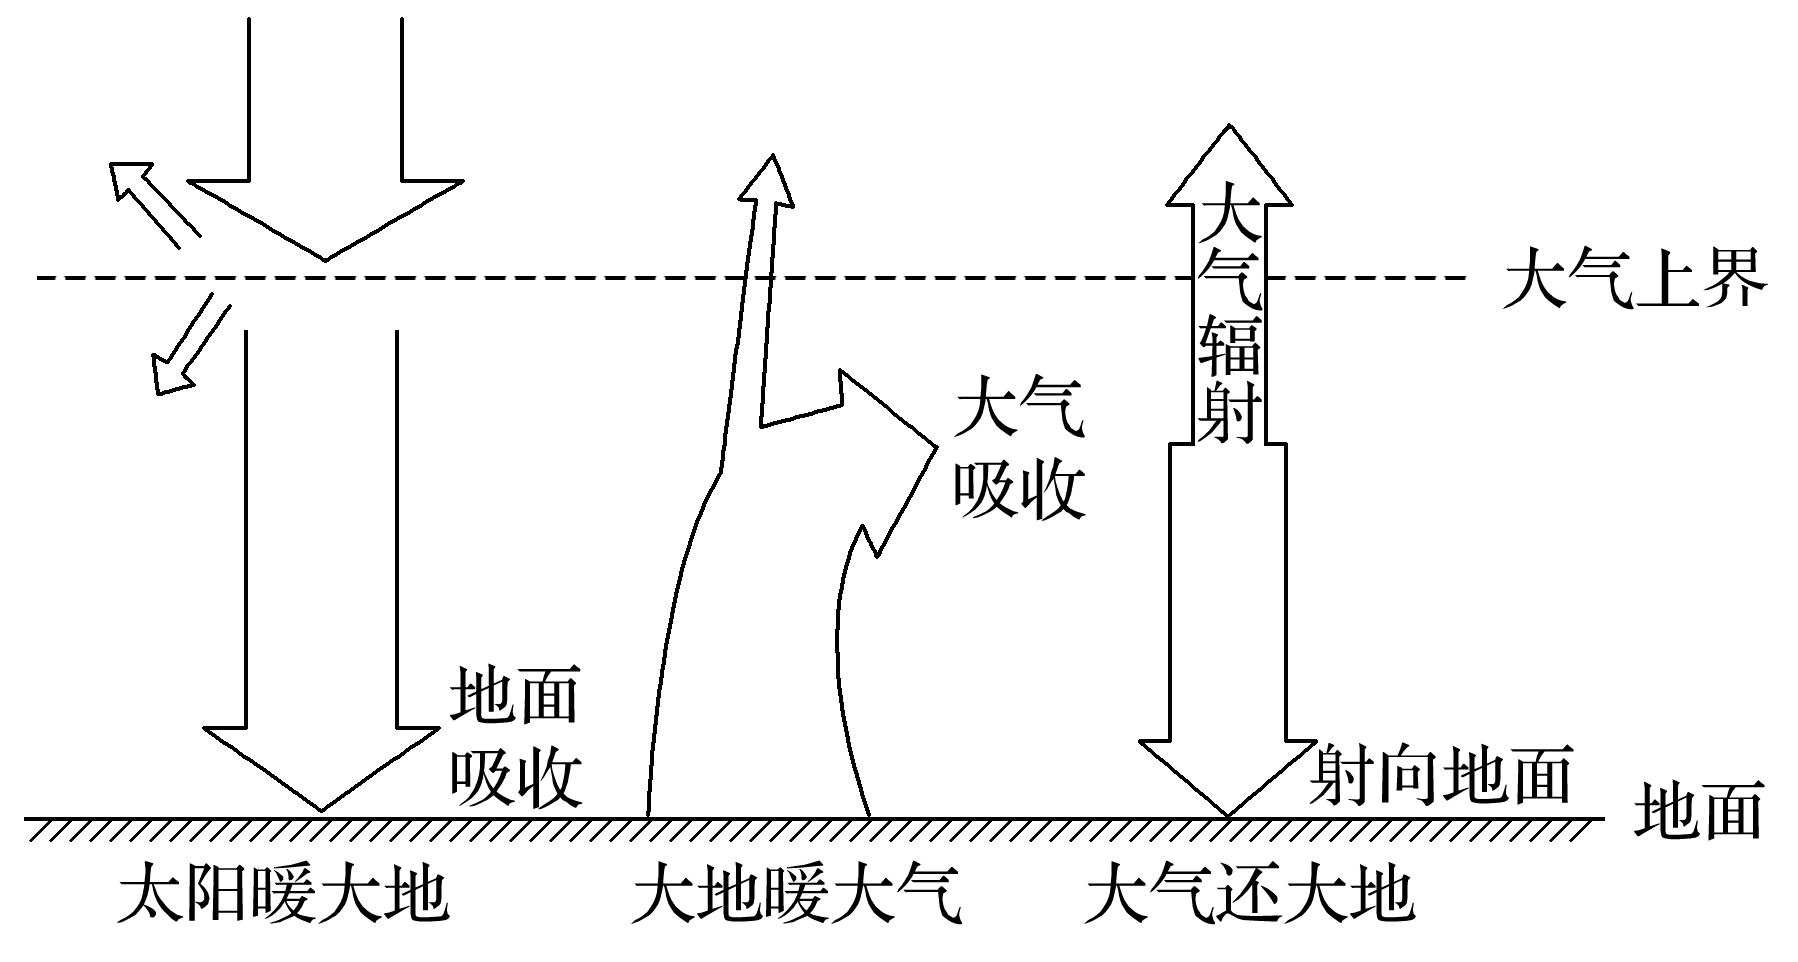 大气辐射
大气上界
大气
吸收
地面
吸收
射向地面
地面
太阳暖大地
大地暖大气
大气还大地